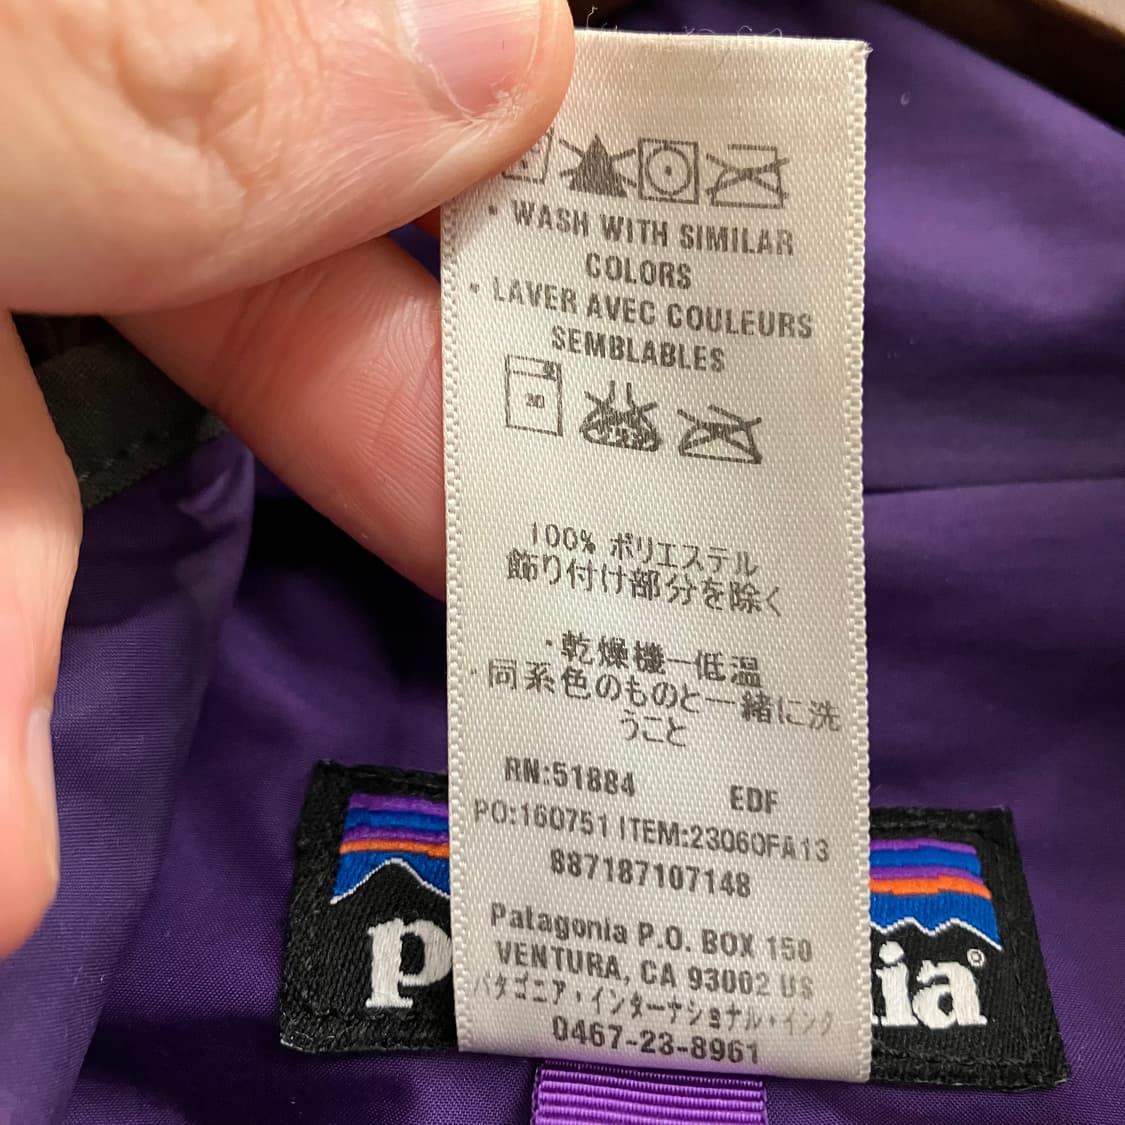 • WASH WITH SIMILAR
COLORS
• LAVER AVEC COULEURS
SEMBLABLES
30
100% ポリエステル
飾り付け部分を除く
・乾燥機ー低温
・同系色のものと一緒に洗
うこと
RN:51884 EDF
PO:160751 ITEM:23060FA13
887187107148
Patagonia P.O. BOX 150
VENTURA, CA 93002 US
パタゴニア・インターナショナル・インク
0467-23-8961
p
ia®